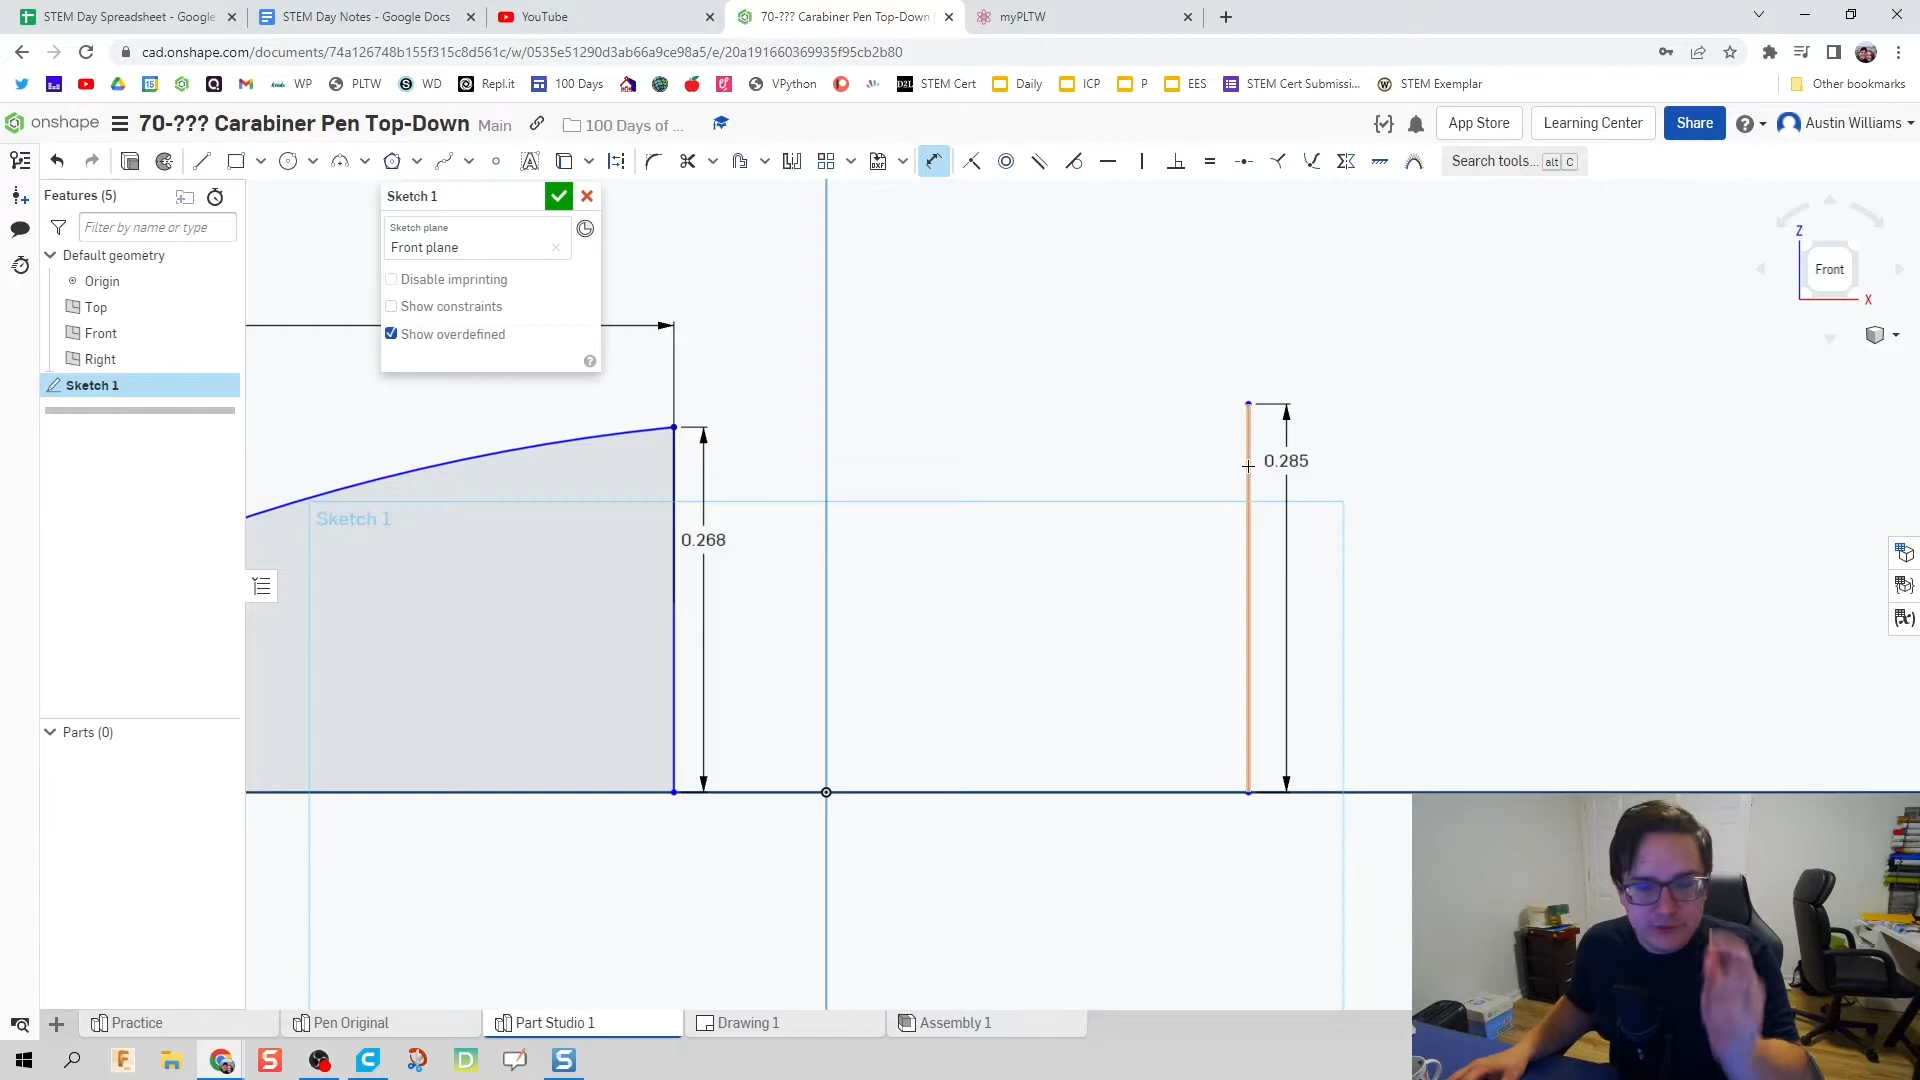 STEM Day Spreadsheet - Google
STEM Day Notes - Google Docs
YouTube
70-??? Carabiner Pen Top-Down
myPLTW
cad.onshape.com/documents/74a126748b155f315c8d561c/w/0535e51290d3ab66a9ce98a5/e/20a191660369935f95cb2b80
WP
PLTW
WD
Repl.it
100 Days
VPython
STEM Cert
Daily
ICP
P
EES
STEM Cert Submissi...
STEM Exemplar
Other bookmarks
onshape
70-??? Carabiner Pen Top-Down
Main
100 Days of ...
App Store
Learning Center
Share
Austin Williams
Search tools... alt C
Features (5)
Filter by name or type
Default geometry
Origin
Top
Front
Right
Sketch 1
Parts (0)
Sketch 1
Sketch plane
Front plane
Disable imprinting
Show constraints
Show overdefined
Sketch 1
0.268
0.285
Z
Front
X
Practice
Pen Original
Part Studio 1
Drawing 1
Assembly 1